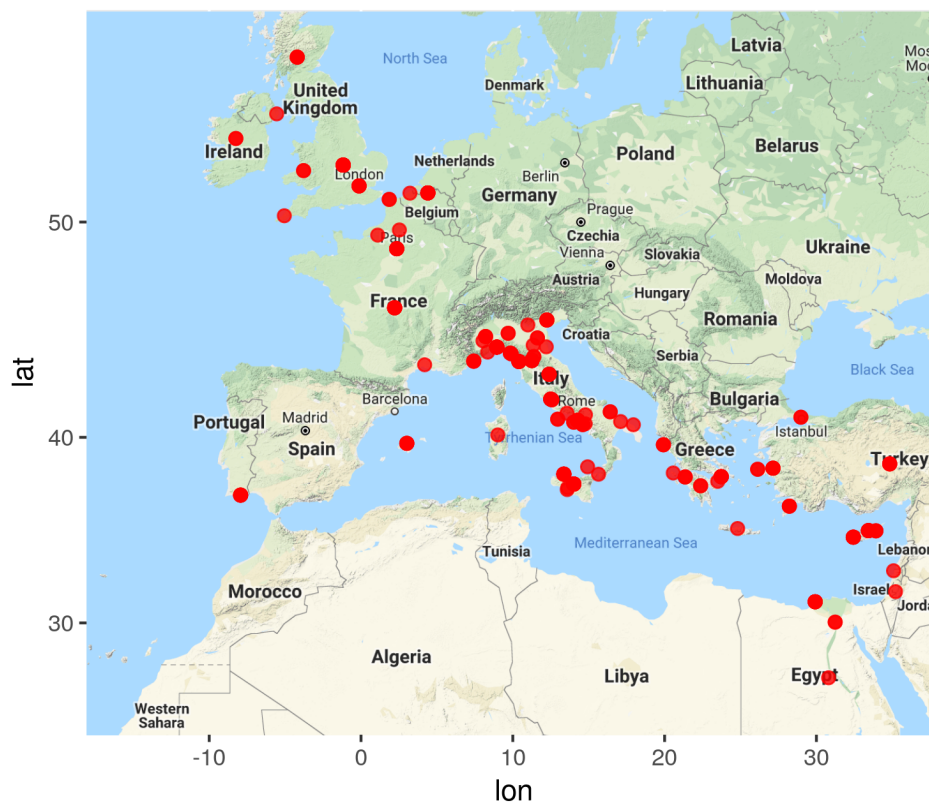 North Sea
Latvia
Mos
Mos
Lithuania
Denmark
United
Kingdom
Belarus
Ireland
Netherlands
Poland
London
Berlin
Germany
Belgium
Prague
Paris
Czechia
Ukraine
Vienna
Slovakia
Austria
Moldova
Hungary
France
Romania
Croatia
Serbia
Italy
Black Sea
Bulgaria
Barcelona
Rome
Portugal
Madrid
Istanbul
Tyrrhenian Sea
Spain
Greece
Turkey
Mediterranean Sea
Tunisia
Lebanon
Morocco
Israel
Jorda
Algeria
Libya
Egypt
Western
Sahara
50
40
30
lat
-10
0
10
20
30
lon